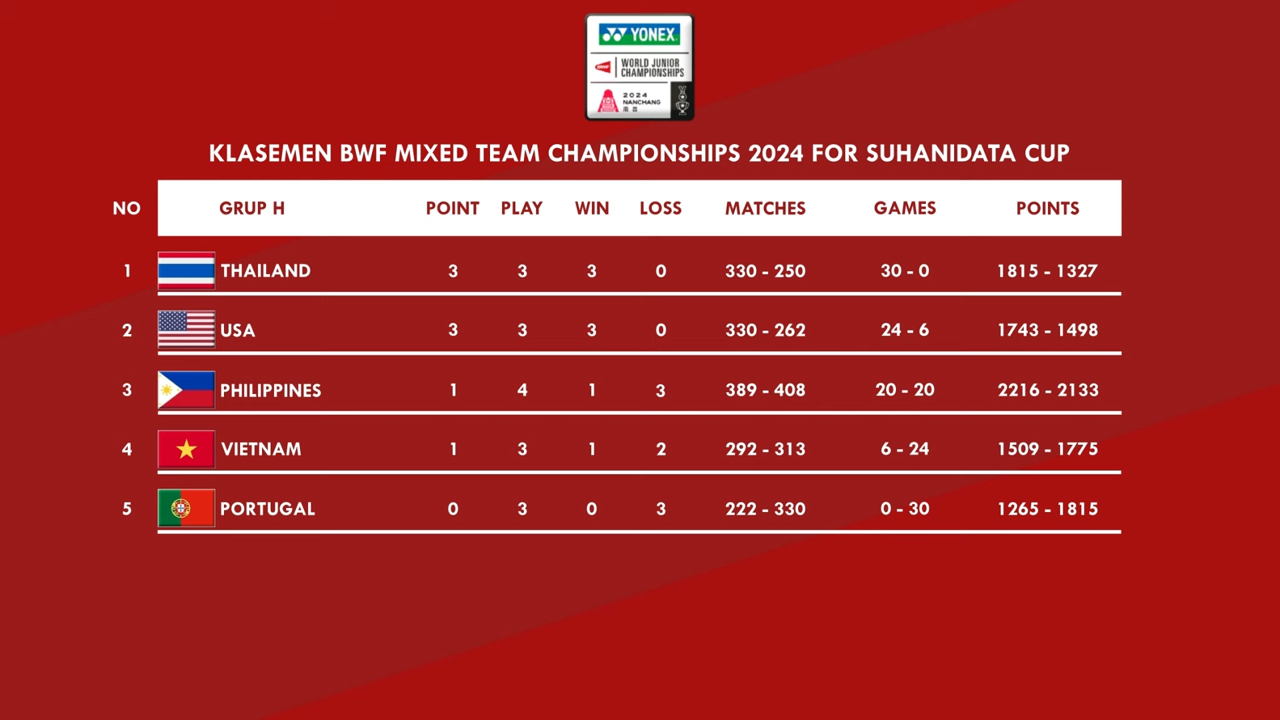 YONEX
BWF WORLD JUNIOR
CHAMPIONSHIPS
2024
NANCHANG
南昌
KLASEMEN BWF MIXED TEAM CHAMPIONSHIPS 2024 FOR SUHANIDATA CUP
NO GRUP H POINT PLAY WIN LOSS MATCHES GAMES POINTS
1 THAILAND 3 3 3 0 330 - 250 30 - 0 1815 - 1327
2 USA 3 3 3 0 330 - 262 24 - 6 1743 - 1498
3 PHILIPPINES 1 4 1 3 389 - 408 20 - 20 2216 - 2133
4 VIETNAM 1 3 1 2 292 - 313 6 - 24 1509 - 1775
5 PORTUGAL 0 3 0 3 222 - 330 0 - 30 1265 - 1815